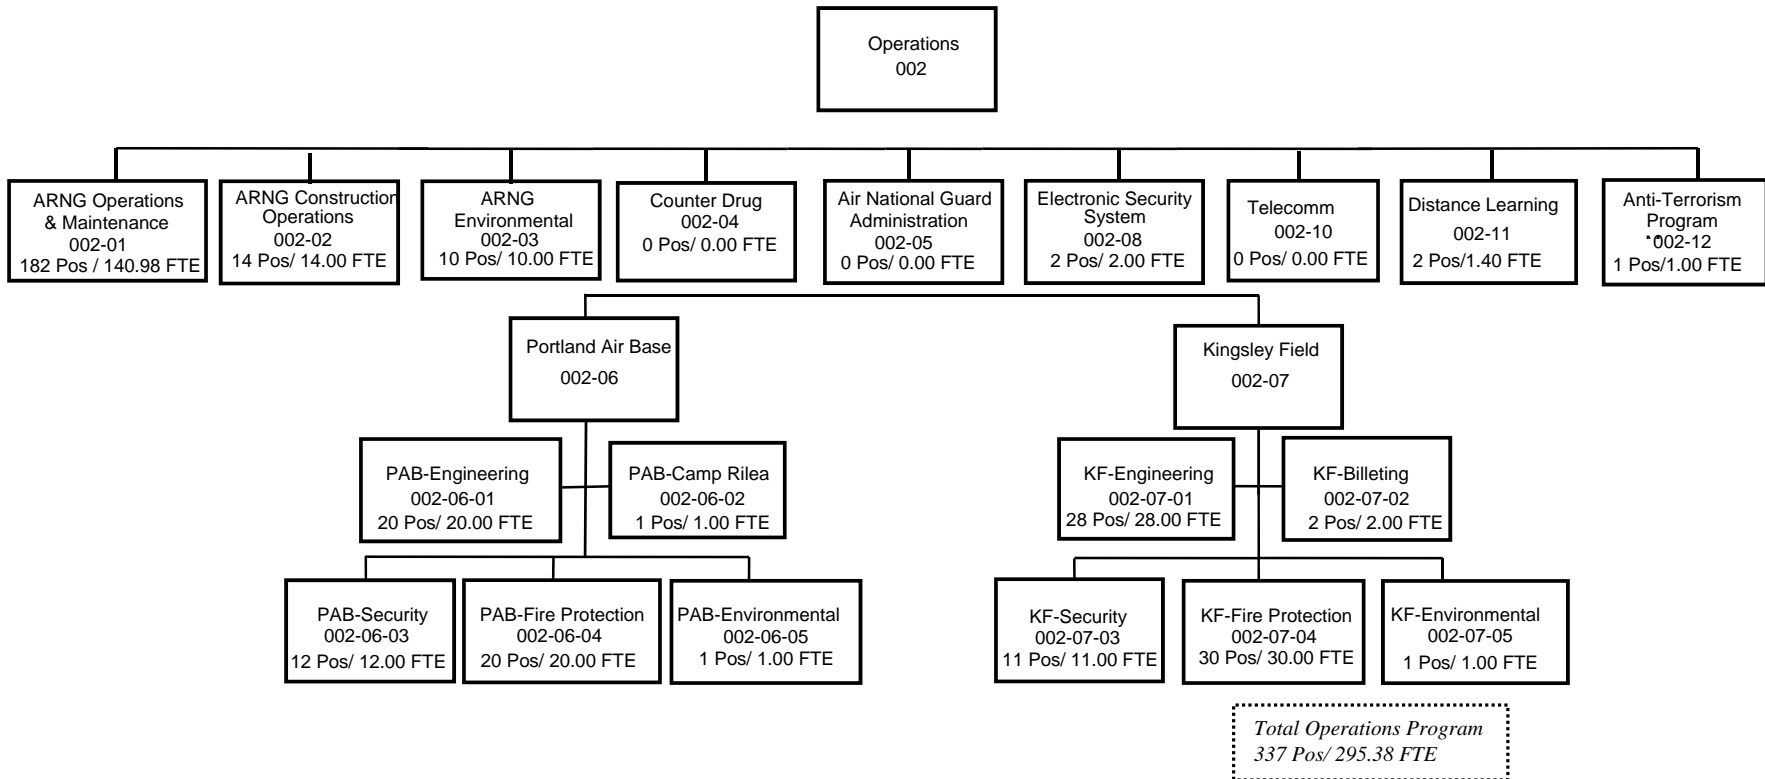 Operations
002
ARNG Operations
& Maintenance
002-01
182 Pos / 140.98 FTE
ARNG Construction
Operations
002-02
14 Pos/ 14.00 FTE
ARNG
Environmental
002-03
10 Pos/ 10.00 FTE
Counter Drug
002-04
0 Pos/ 0.00 FTE
Air National Guard
Administration
002-05
0 Pos/ 0.00 FTE
Electronic Security
System
002-08
2 Pos/ 2.00 FTE
Telecomm
002-10
0 Pos/ 0.00 FTE
Distance Learning
002-11
2 Pos/1.40 FTE
Anti-Terrorism
Program
002-12
1 Pos/1.00 FTE
Portland Air Base
002-06
Kingsley Field
002-07
PAB-Engineering
002-06-01
20 Pos/ 20.00 FTE
PAB-Camp Rilea
002-06-02
1 Pos/ 1.00 FTE
KF-Engineering
002-07-01
28 Pos/ 28.00 FTE
KF-Billeting
002-07-02
2 Pos/ 2.00 FTE
PAB-Security
002-06-03
12 Pos/ 12.00 FTE
PAB-Fire Protection
002-06-04
20 Pos/ 20.00 FTE
PAB-Environmental
002-06-05
1 Pos/ 1.00 FTE
KF-Security
002-07-03
11 Pos/ 11.00 FTE
KF-Fire Protection
002-07-04
30 Pos/ 30.00 FTE
KF-Environmental
002-07-05
1 Pos/ 1.00 FTE
Total Operations Program
337 Pos/ 295.38 FTE